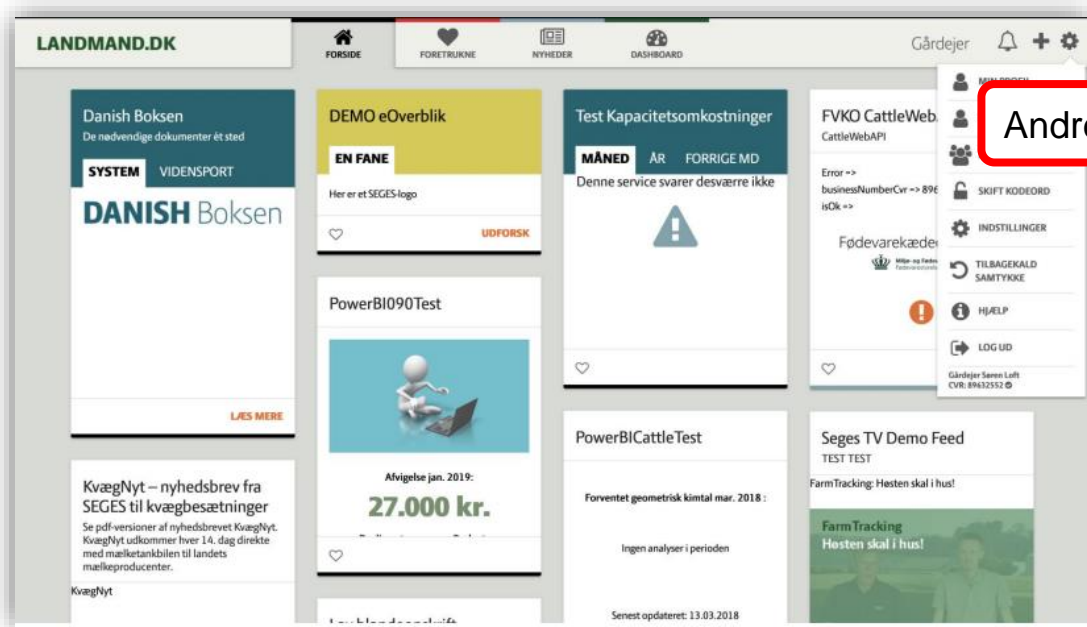 LANDMAND.DK
FORSIDE
FORETRUKNE
NYHEDER
DASHBOARD
Gårdejer
Danish Boksen
De nødvendige dokumenter ét sted
SYSTEM VIDENSPORT
DANISH Boksen
LÆS MERE
KvægNyt – nyhedsbrev fra
SEGES til kvægbesætninger
Se pdf-versioner af nyhedsbrevet KvægNyt.
KvægNyt udkommer hver 14. dag direkte
med mælketankbilen til landets
mælkeproducenter.
KvægNyt
DEMO eOverblik
EN FANE
Her er et SEGES-logo
UDFORSK
PowerBI090Test
Afvigelse jan. 2019:
27.000 kr.
Test Kapacitetsomkostninger
MÅNED ÅR FORRIGE MD
Denne service svarer desværre ikke
PowerBICattleTest
Forventet geometrisk kimtal mar. 2018 :
Ingen analyser i perioden
Senest opdateret: 13.03.2018
FVKO CattleWeb
CattleWebAPI
Error =>
businessNumberCvr => 896
isOk =>
Fødevarekæde
Seges TV Demo Feed
TEST TEST
FarmTracking: Høsten skal i hus!
FarmTracking
Høsten skal i hus!
MIN PROFIL
Andre
SKIFT KODEORD
INDSTILLINGER
TILBAGEKALD
SAMTYKKE
HJÆLP
LOG UD
Gårdejer Søren Loft
CVR: 89632552